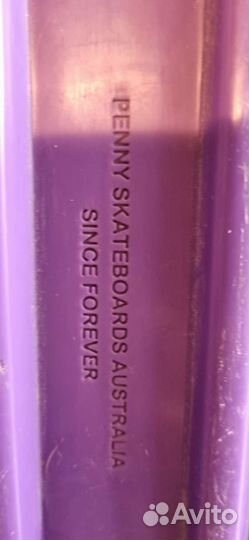 PENNY SKATEBOARDS AUSTRALIA
SINCE FOREVER
Avito